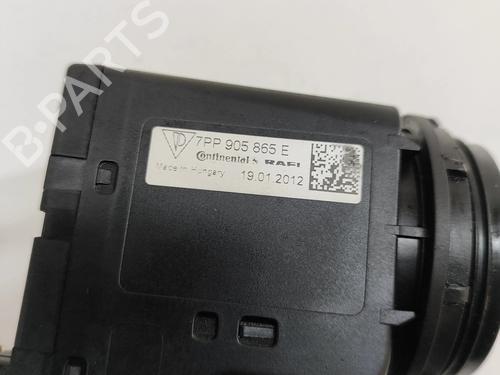 7PP 905 865 E
Continental & RAFI
Made in Hungary 19.01.2012
B-PARTS